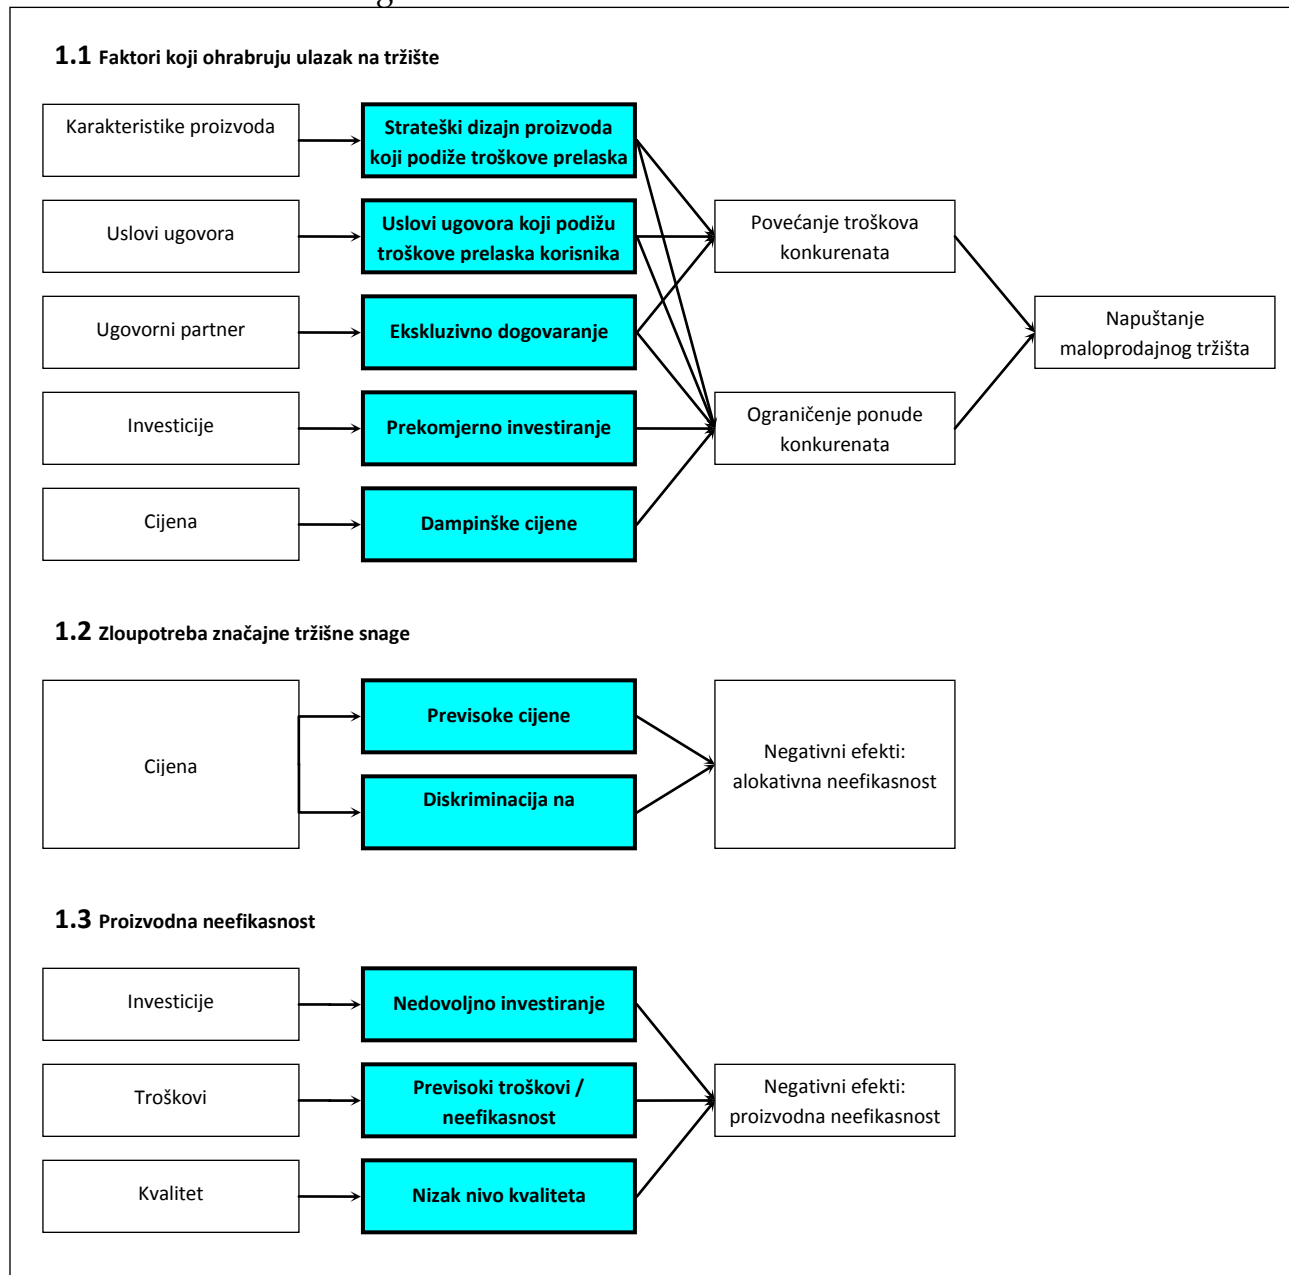 1.1 Faktori koji ohrabruju ulazak na tržište
Karakteristike proizvoda
Strateški dizajn proizvoda
koji podiže troškove prelaska
Uslovi ugovora
Uslovi ugovora koji podižu
troškove prelaska korisnika
Povećanje troškova
konkurenata
Ugovorni partner
Ekskluzivno dogovaranje
Napuštanje
maloprodajnog tržišta
Investicije
Prekomjerno investiranje
Ograničenje ponude
konkurenata
Cijena
Dampinške cijene
1.2 Zloupotreba značajne tržišne snage
Cijena
Previsoke cijene
Diskriminacija na
Negativni efekti:
alokativna neefikasnost
1.3 Proizvodna neefikasnost
Investicije
Nedovoljno investiranje
Troškovi
Previsoki troškovi /
neefikasnost
Negativni efekti:
proizvodna neefikasnost
Kvalitet
Nizak nivo kvaliteta